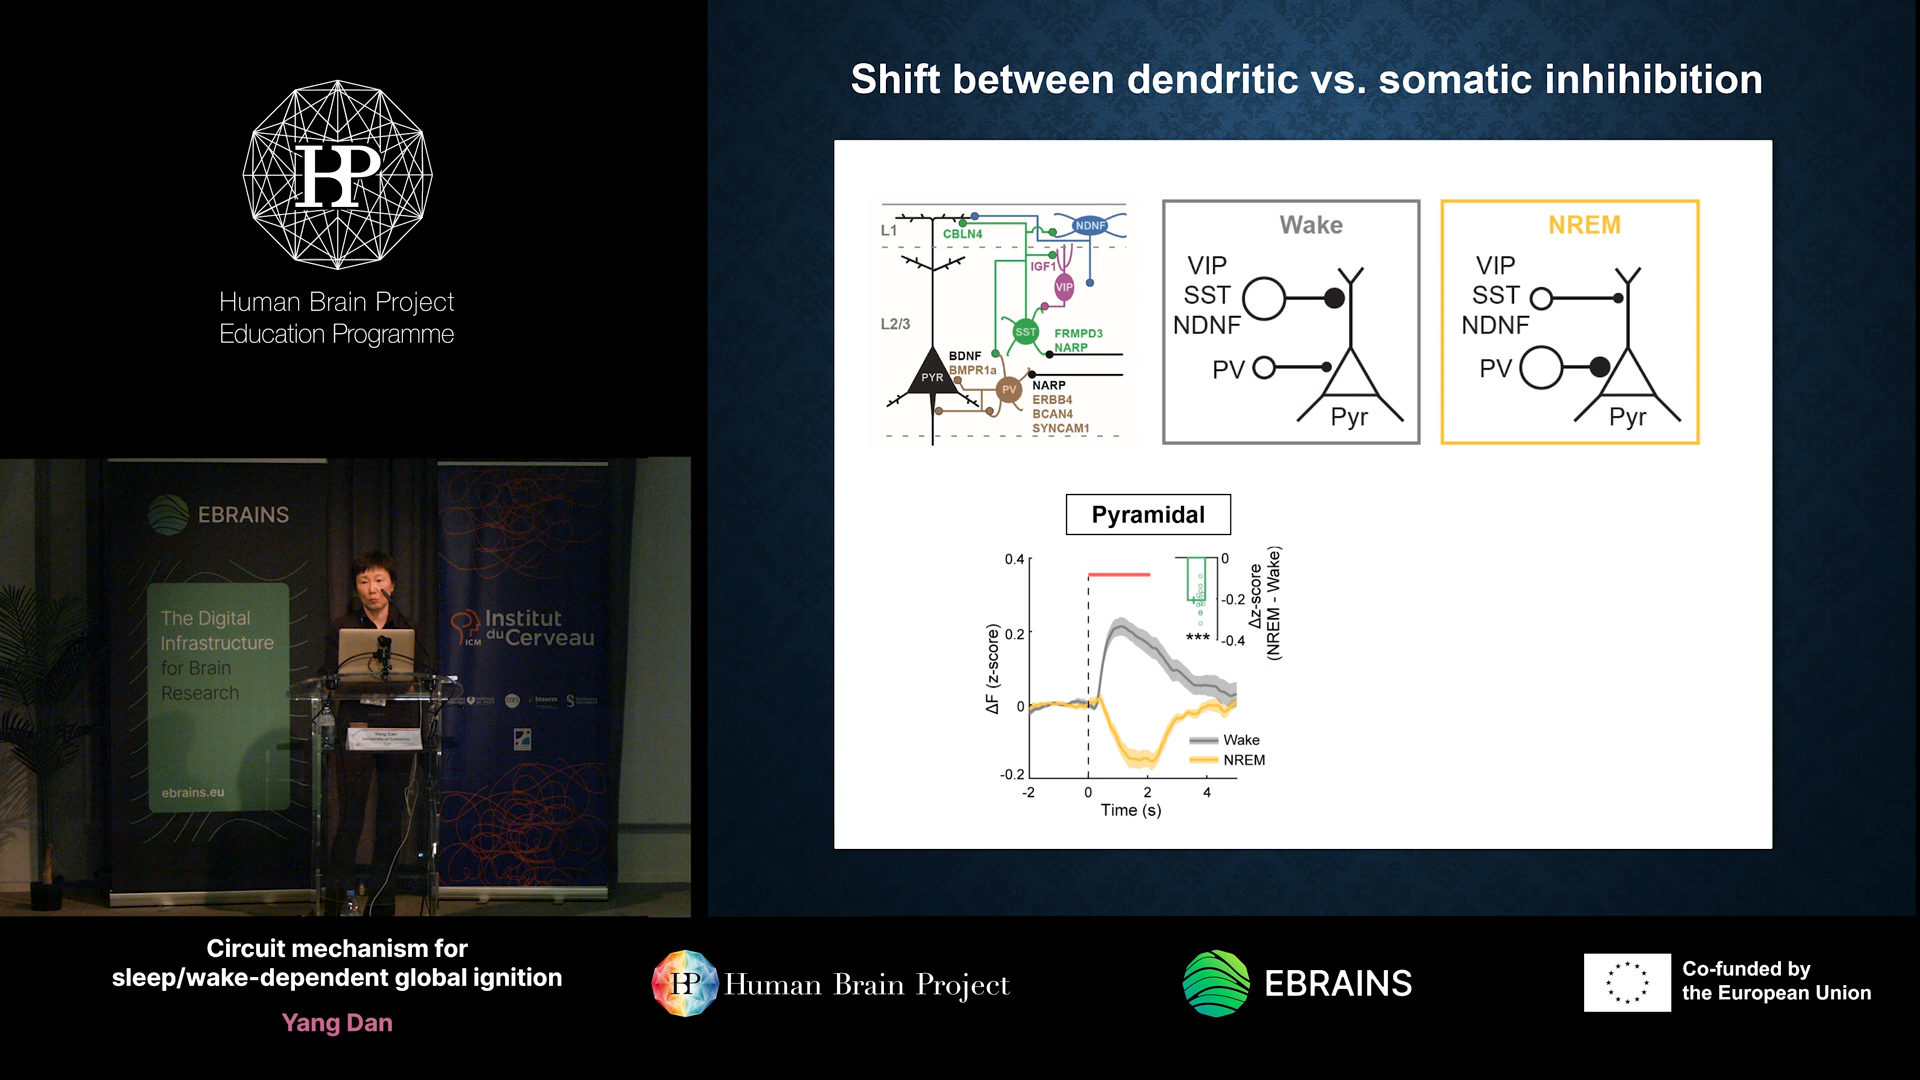 HP
Human Brain Project
Education Programme
Shift between dendritic vs. somatic inhihibition
L1
CBLN4
NDNF
IGF1
VIP
L2/3
SST
FRMPD3
NARP
BDNF
BMPR1a
PYR
PV
NARP
ERBB4
BCAN4
SYNCAM1
Wake
VIP
SST
NDNF
PV
Pyr
NREM
VIP
SST
NDNF
PV
Pyr
Pyramidal
0.4
0.2
0
-0.2
ΔF (z-score)
-2
0
2
4
Time (s)
0
-0.2
-0.4
***
Δz-score
(NREM - Wake)
Wake
NREM
EBRAINS
The Digital
Infrastructure
for Brain
Research
ebrains.eu
ICM
Institut
du Cerveau
Inserm
Yang Dan
Circuit mechanism for
sleep/wake-dependent global ignition
Yang Dan
HP
Human Brain Project
EBRAINS
Co-funded by
the European Union